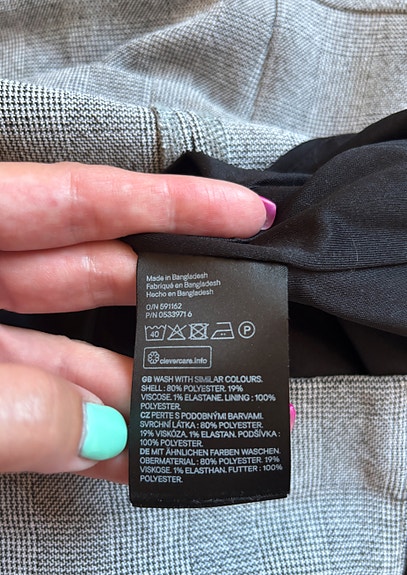 Made in Bangladesh
Fabriqué en Bangladesh
Hecho en Bangladesh
O/N 591162
P/N 0533971 6
40 P
clevercare.info
GB WASH WITH SIMILAR COLOURS.
SHELL : 80% POLYESTER. 19%
VISCOSE. 1% ELASTANE. LINING : 100%
POLYESTER.
CZ PERTE S PODOBNÝMI BARVAMI.
SVRCHNÍ LÁTKA : 80% POLYESTER.
19% VISKÓZA. 1% ELASTAN. PODŠÍVKA :
100% POLYESTER.
DE MIT ÄHNLICHEN FARBEN WASCHEN.
OBERMATERIAL : 80% POLYESTER. 19%
VISKOSE. 1% ELASTHAN. FUTTER : 100%
POLYESTER.